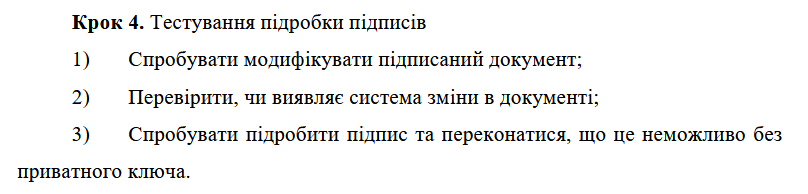 Крок 4. Тестування підробки підписів
1) Спробувати модифікувати підписаний документ;
2) Перевірити, чи виявляє система зміни в документі;
3) Спробувати підробити підпис та переконатися, що це неможливо без
приватного ключа.